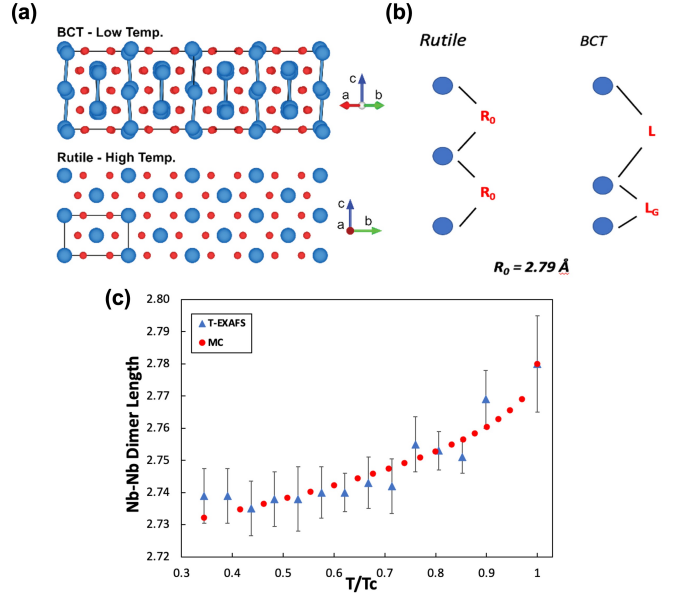 (a)
BCT - Low Temp.
c
a
b
Rutile - High Temp.
c
a
b
(b)
Rutile
BCT
R₀
R₀
L
L_G
R₀ = 2.79 Å
(c)
Nb-Nb Dimer Length
2.80
2.79
2.78
2.77
2.76
2.75
2.74
2.73
2.72
T-EXAFS
MC
0.3
0.4
0.5
0.6
0.7
0.8
0.9
1
T/Tc